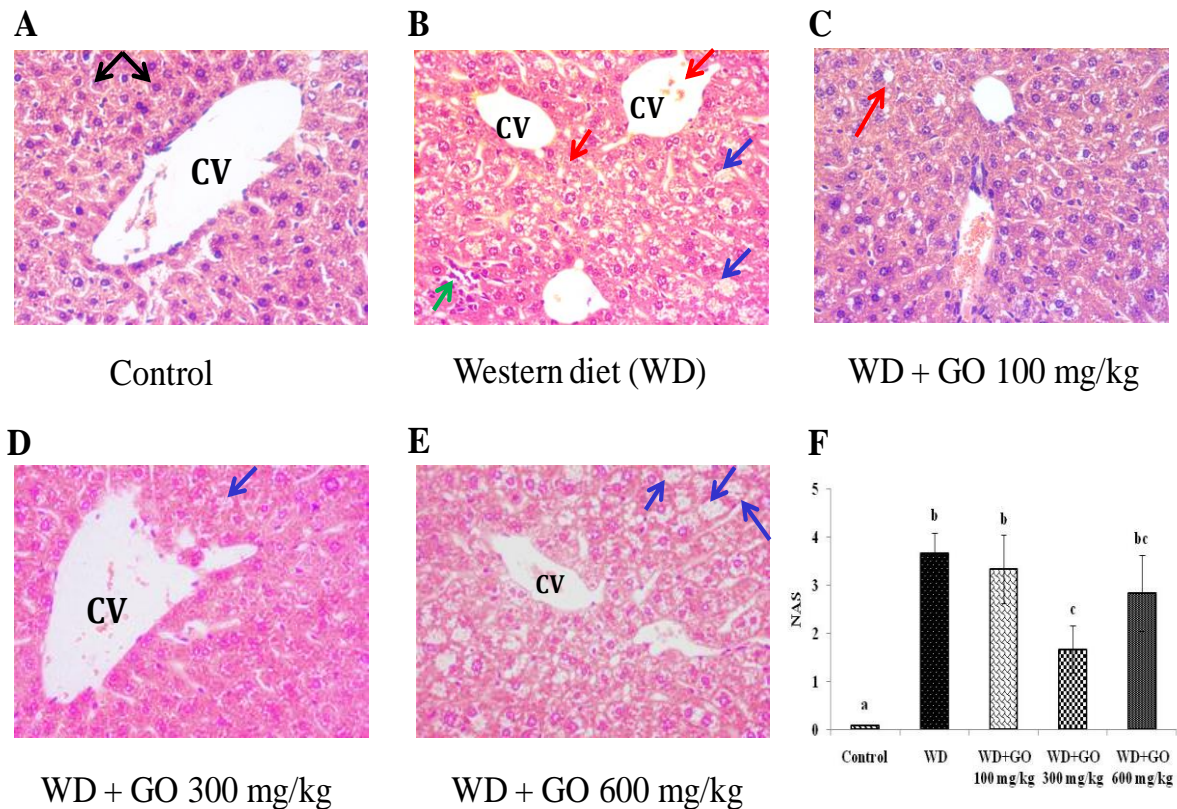 A
B
C
CV
CV
CV
Control
Western diet (WD)
WD + GO 100 mg/kg
D
E
F
CV
CV
WD + GO 300 mg/kg
WD + GO 600 mg/kg
NAS
5
4
3
2
1
0
a
b
b
c
bc
Control
WD
WD+GO
100 mg/kg
WD+GO
300 mg/kg
WD+GO
600 mg/kg